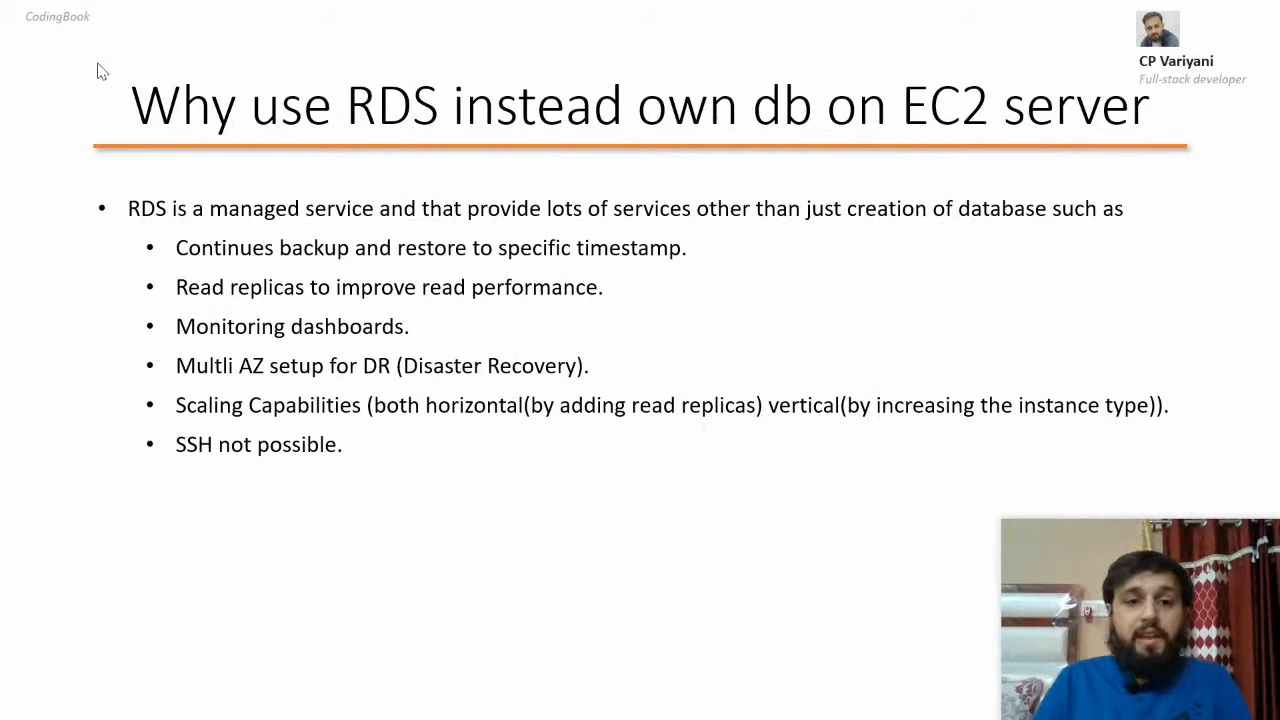 CodingBook
CP Variyani
Full-stack developer
Why use RDS instead own db on EC2 server
• RDS is a managed service and that provide lots of services other than just creation of database such as
• Continues backup and restore to specific timestamp.
• Read replicas to improve read performance.
• Monitoring dashboards.
• Multli AZ setup for DR (Disaster Recovery).
• Scaling Capabilities (both horizontal(by adding read replicas) vertical(by increasing the instance type)).
• SSH not possible.